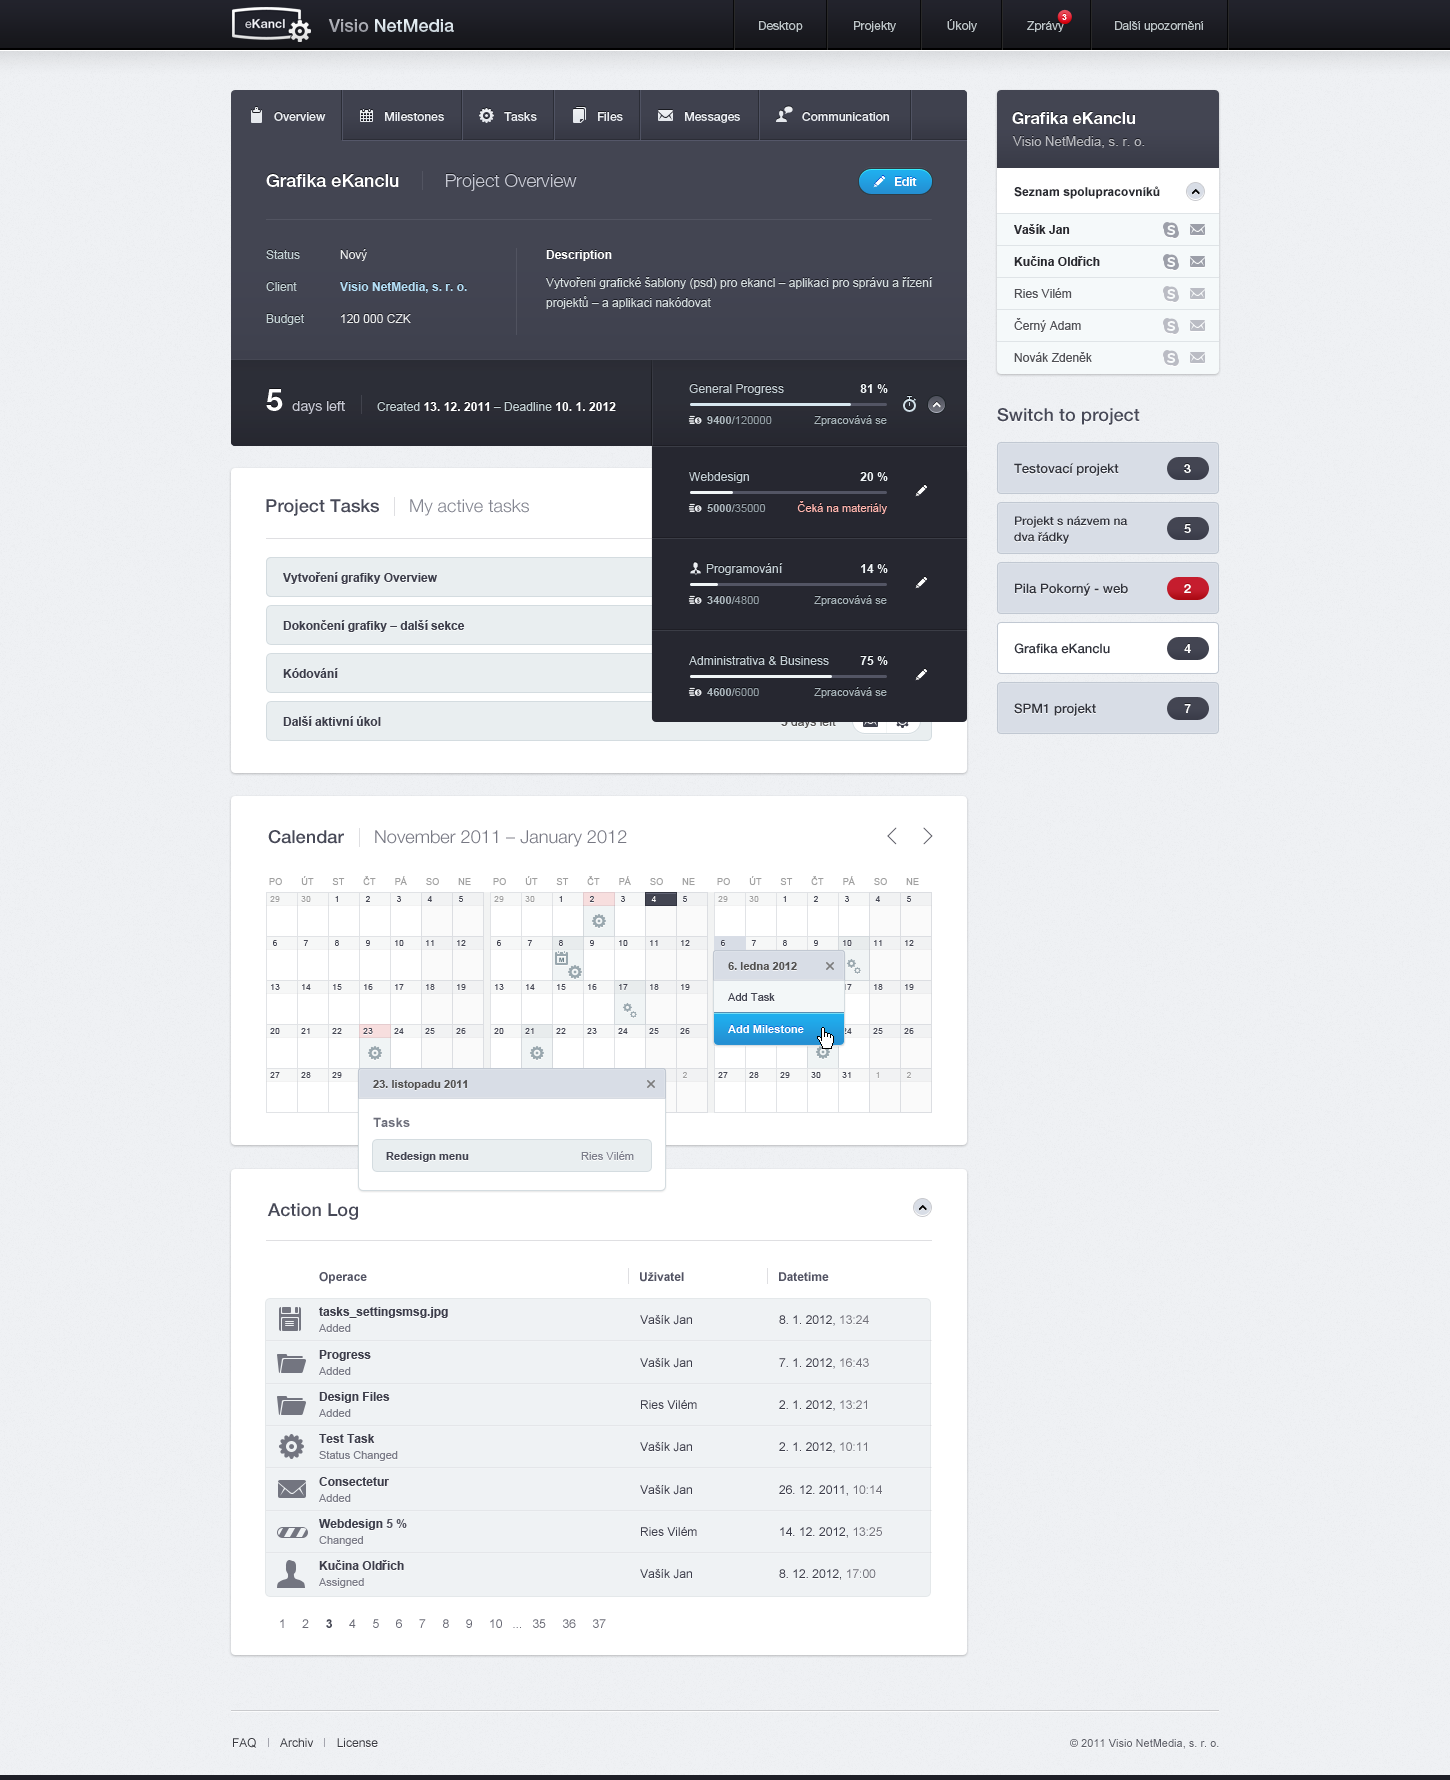 eKancl
Visio NetMedia
Desktop
Projekty
Úkoly
Zprávy
3
Další upozornění
Overview
Milestones
Tasks
Files
Messages
Communication
Grafika eKanclu
Project Overview
Edit
Status Nový
Client Visio NetMedia, s. r. o.
Budget 120 000 CZK
Description
Vytvoření grafické šablony (psd) pro ekancl – aplikaci pro správu a řízení
projektů – a aplikaci nakódovat
5 days left
Created 13. 12. 2011 – Deadline 10. 1. 2012
General Progress 81 %
9400/120000 Zpracovává se
Webdesign 20 %
5000/35000 Čeká na materiály
Programování 14 %
3400/4800 Zpracovává se
Administrativa & Business 75 %
4600/6000 Zpracovává se
Grafika eKanclu
Visio NetMedia, s. r. o.
Seznam spolupracovníků
Vašík Jan
Kučina Oldřich
Ries Vilém
Černý Adam
Novák Zdeněk
Switch to project
Testovací projekt 3
Projekt s názvem na
dva řádky
5
Pila Pokorný - web 2
Grafika eKanclu 4
SPM1 projekt 7
Project Tasks
My active tasks
Vytvoření grafiky Overview
Dokončení grafiky – další sekce
Kódování
Další aktivní úkol
5 days left
Calendar
November 2011 – January 2012
PO ÚT ST ČT PÁ SO NE PO ÚT ST ČT PÁ SO NE PO ÚT ST ČT PÁ SO NE
29 30 1 2 3 4 5 29 30 1 2 3 4 5 29 30 1 2 3 4 5
6 7 8 9 10 11 12 6 7 8 9 10 11 12 6 7 8 9 10 11 12
M
13 14 15 16 17 18 19 13 14 15 16 17 18 19 17 18 19
20 21 22 23 24 25 26 20 21 22 23 24 25 26 24 25 26
27 28 29 2 27 28 29 30 31 1 2
6. ledna 2012
Add Task
Add Milestone
23. listopadu 2011
Tasks
Redesign menu Ries Vilém
Action Log
Operace Uživatel Datetime
tasks_settingsmsg.jpg
Added
Vašík Jan 8. 1. 2012, 13:24
Progress
Added
Vašík Jan 7. 1. 2012, 16:43
Design Files
Added
Ries Vilém 2. 1. 2012, 13:21
Test Task
Status Changed
Vašík Jan 2. 1. 2012, 10:11
Consectetur
Added
Vašík Jan 26. 12. 2011, 10:14
Webdesign 5 %
Changed
Ries Vilém 14. 12. 2012, 13:25
Kučina Oldřich
Assigned
Vašík Jan 8. 12. 2012, 17:00
1 2 3 4 5 6 7 8 9 10 ... 35 36 37
FAQ | Archiv | License
© 2011 Visio NetMedia, s. r. o.